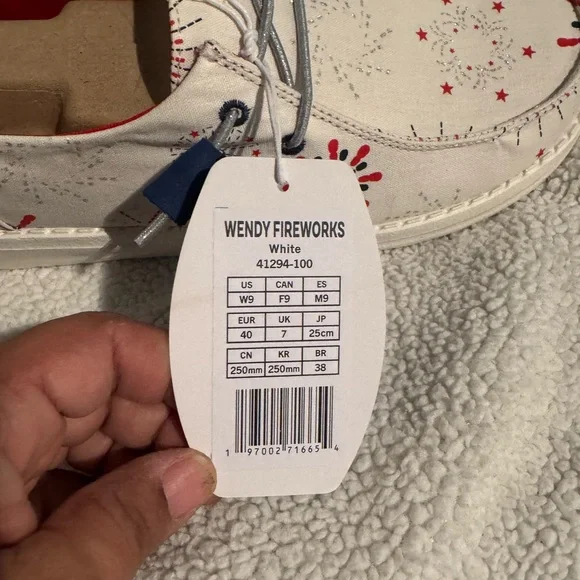 WENDY FIREWORKS
White
41294-100
US CAN ES
W9 F9 M9
EUR UK JP
40 7 25cm
CN KR BR
250mm 250mm 38
1 97002 71665 4